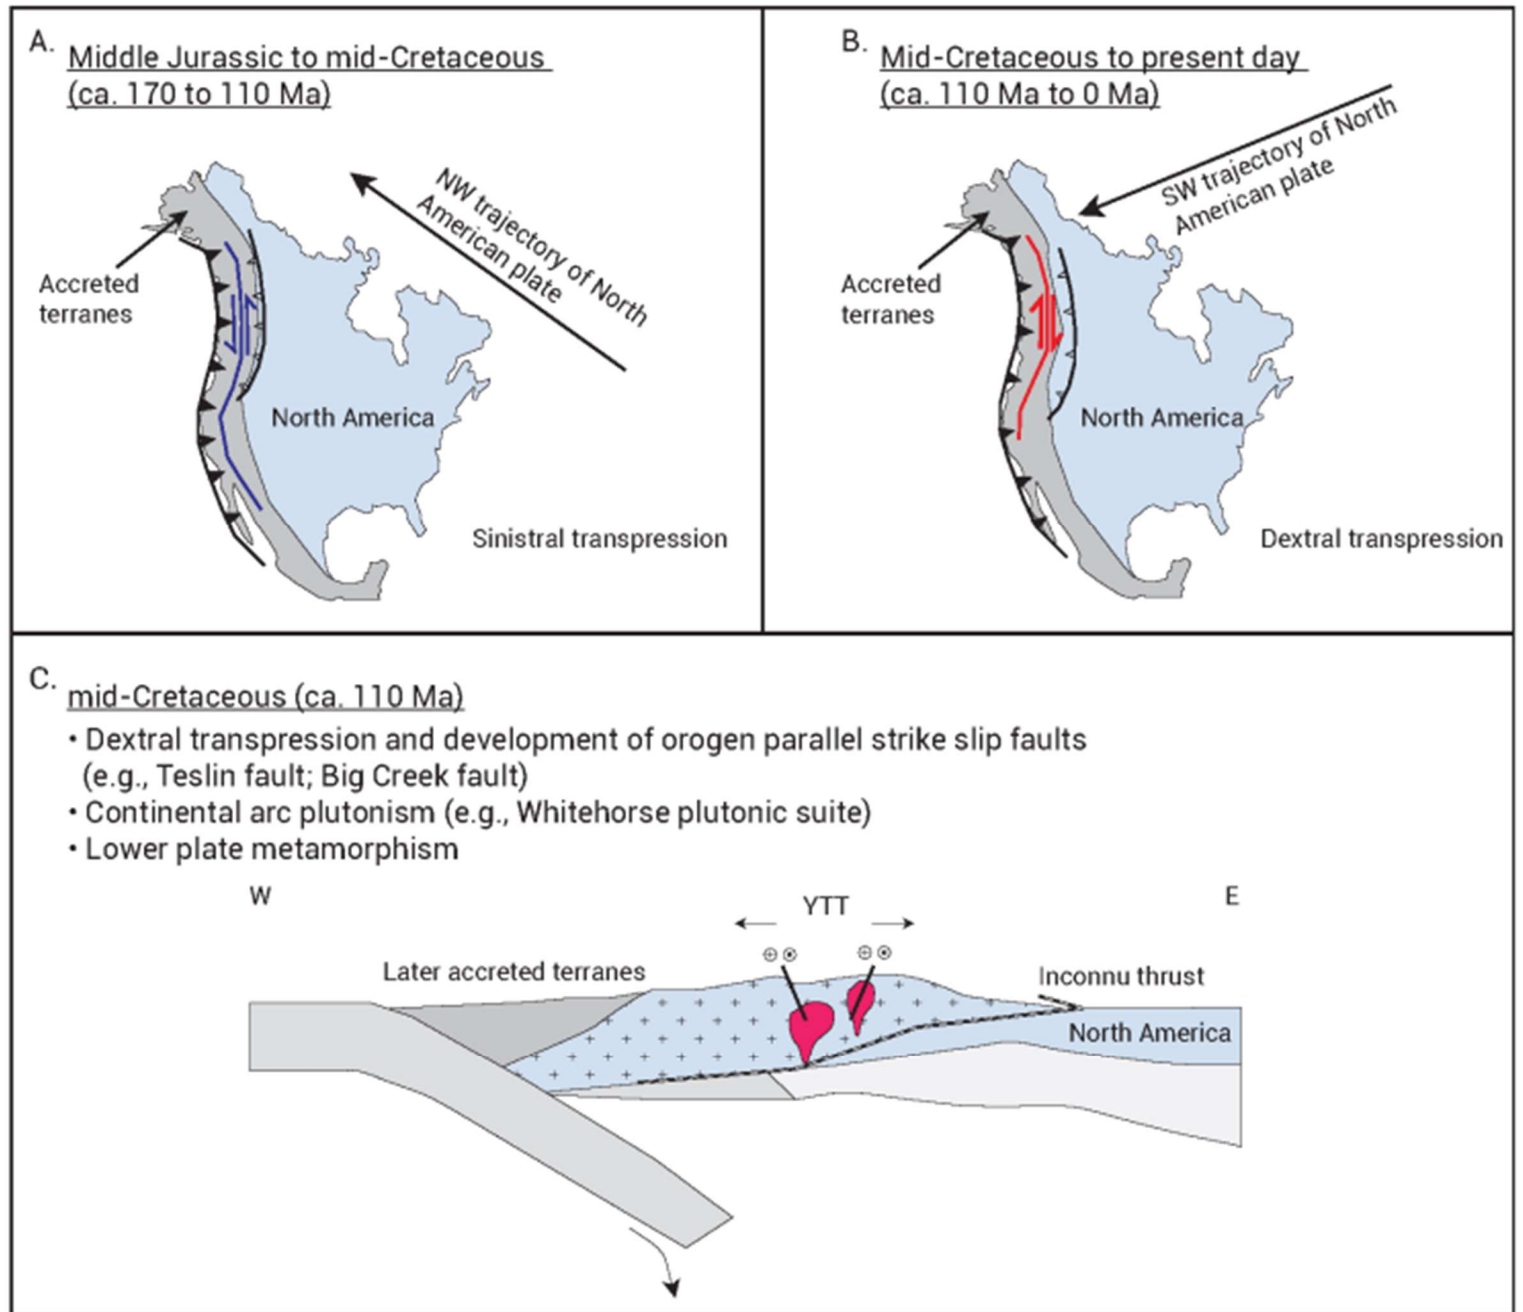 A.
Middle Jurassic to mid-Cretaceous
(ca. 170 to 110 Ma)
NW trajectory of North
American plate
Accreted
terranes
North America
Sinistral transpression
B.
Mid-Cretaceous to present day
(ca. 110 Ma to 0 Ma)
SW trajectory of North
American plate
Accreted
terranes
North America
Dextral transpression
C.
mid-Cretaceous (ca. 110 Ma)
• Dextral transpression and development of orogen parallel strike slip faults
(e.g., Teslin fault; Big Creek fault)
• Continental arc plutonism (e.g., Whitehorse plutonic suite)
• Lower plate metamorphism
W
E
YTT
Later accreted terranes
Inconnu thrust
North America